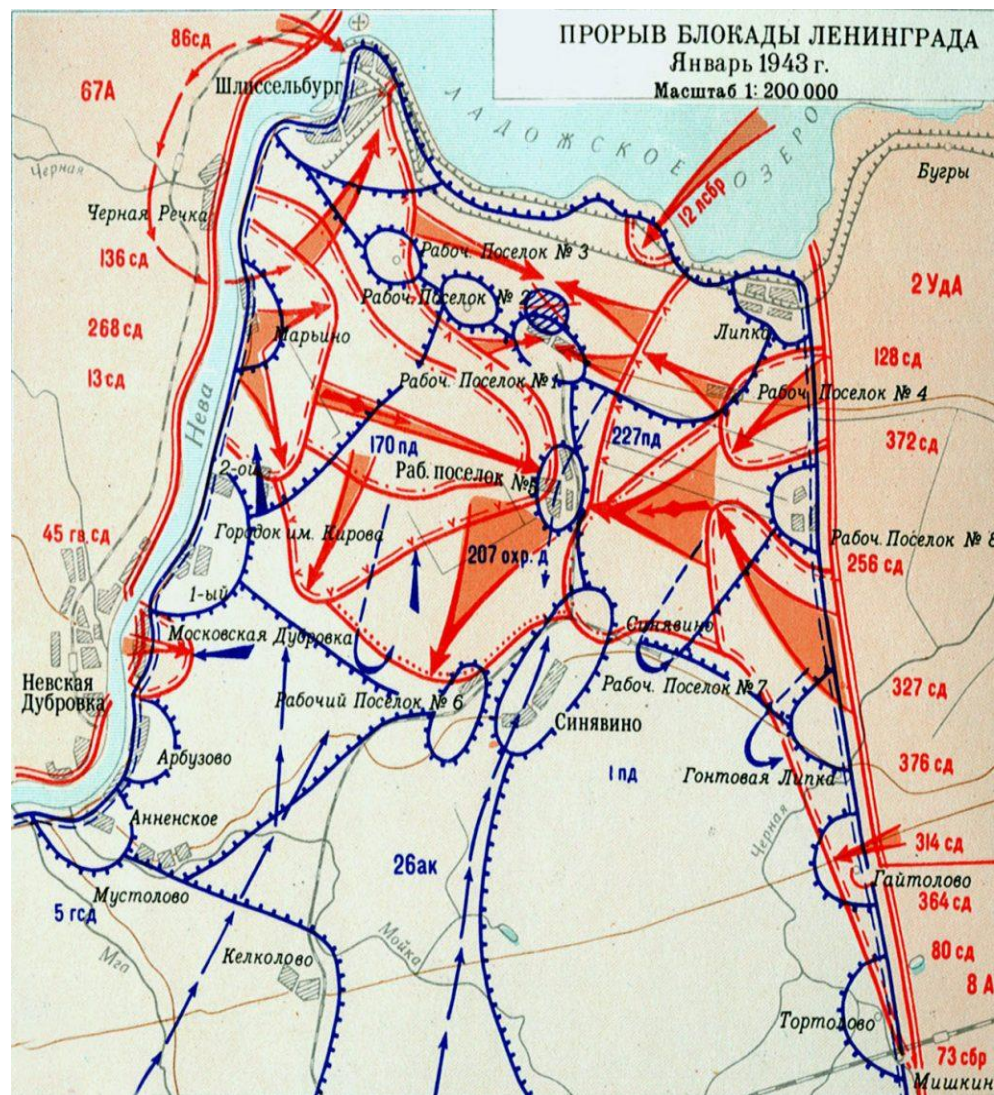 ПРОРЫВ БЛОКАДЫ ЛЕНИНГРАДА
Январь 1943 г.
Масштаб 1: 200 000
86сд
67А
Шлиссельбург
ЛАДОЖСКОЕ ОЗЕРО
Бугры
Черная
Черная Речка
12 лсбр
136 сд
Рабоч. Поселок № 3
2 УдА
268 сд
Рабоч. Поселок № 2
Марьино
Липка
128 сд
13 сд
Рабоч. Поселок № 1
Рабоч. Поселок № 4
Нева
170 пд
227пд
372 сд
2-ой
Раб. поселок №5
Городок им. Кирова
Рабоч. Поселок № 8
45 гв. сд
207 охр. д
256 сд
1-ый
Московская Дубровка
Синявино
Невская
Дубровка
Рабочий Поселок № 6
Рабоч. Поселок № 7
327 сд
Синявино
Арбузово
1 пд
Гонтовая Липка
376 сд
Анненское
Черная
314 сд
26ак
Гайтолово
Мустолово
364 сд
5 гсд
Мойка
Мга
Келколово
80 сд
8 А
Тортолово
73 сбр
Мишкин